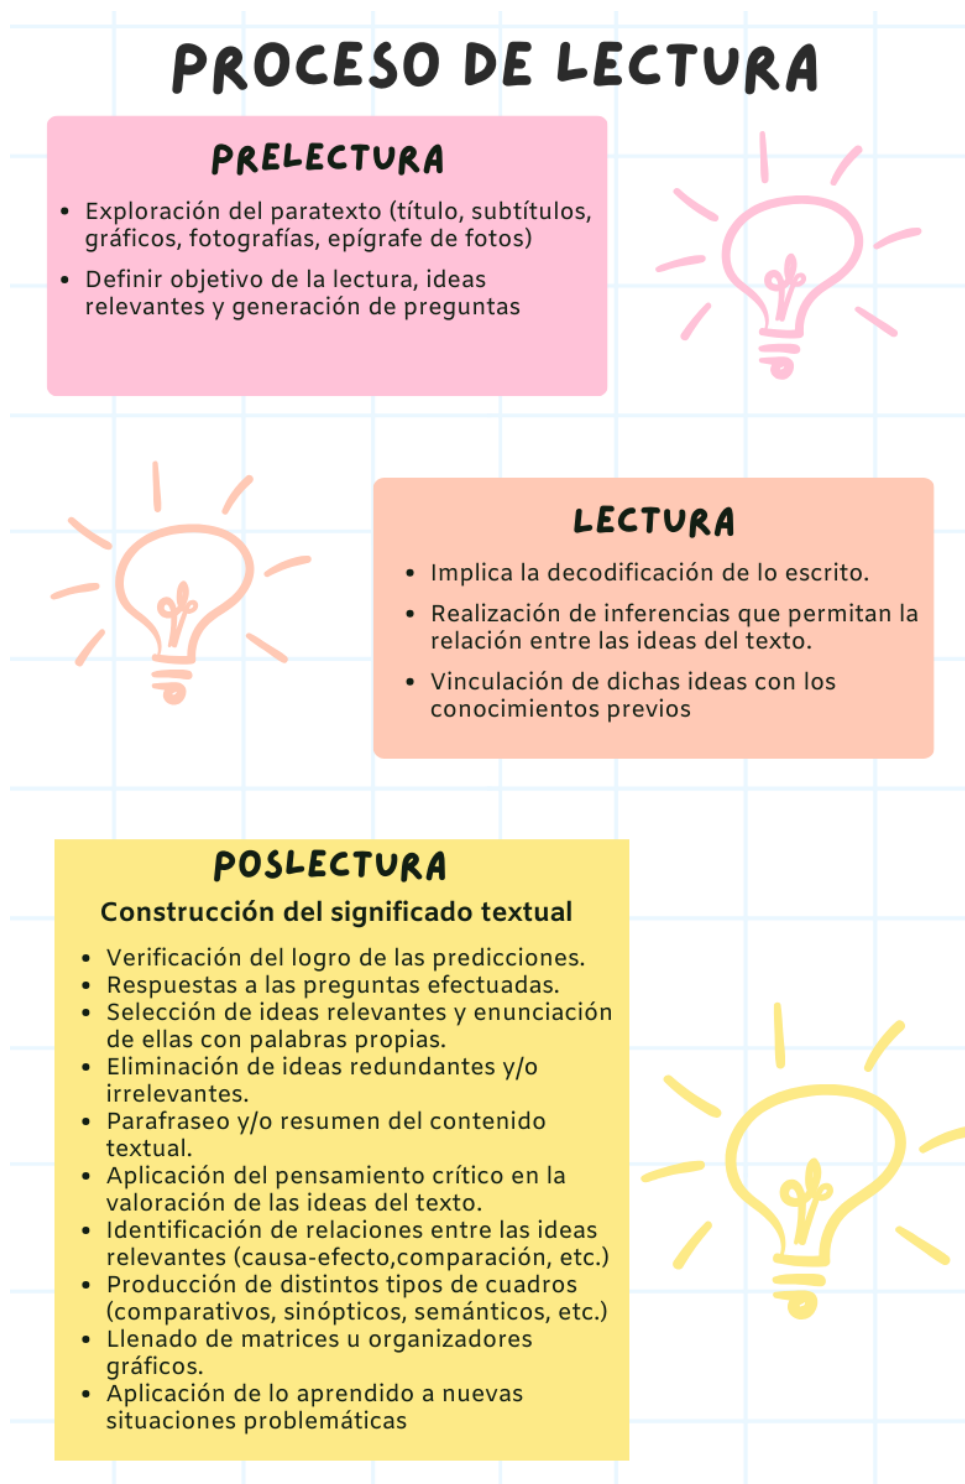 PROCESO DE LECTURA
PRELECTURA
• Exploración del paratexto (título, subtítulos,
gráficos, fotografías, epígrafe de fotos)
• Definir objetivo de la lectura, ideas
relevantes y generación de preguntas
LECTURA
• Implica la decodificación de lo escrito.
• Realización de inferencias que permitan la
relación entre las ideas del texto.
• Vinculación de dichas ideas con los
conocimientos previos
POSLECTURA
Construcción del significado textual
• Verificación del logro de las predicciones.
• Respuestas a las preguntas efectuadas.
• Selección de ideas relevantes y enunciación
de ellas con palabras propias.
• Eliminación de ideas redundantes y/o
irrelevantes.
• Parafraseo y/o resumen del contenido
textual.
• Aplicación del pensamiento crítico en la
valoración de las ideas del texto.
• Identificación de relaciones entre las ideas
relevantes (causa-efecto,comparación, etc.)
• Producción de distintos tipos de cuadros
(comparativos, sinópticos, semánticos, etc.)
• Llenado de matrices u organizadores
gráficos.
• Aplicación de lo aprendido a nuevas
situaciones problemáticas